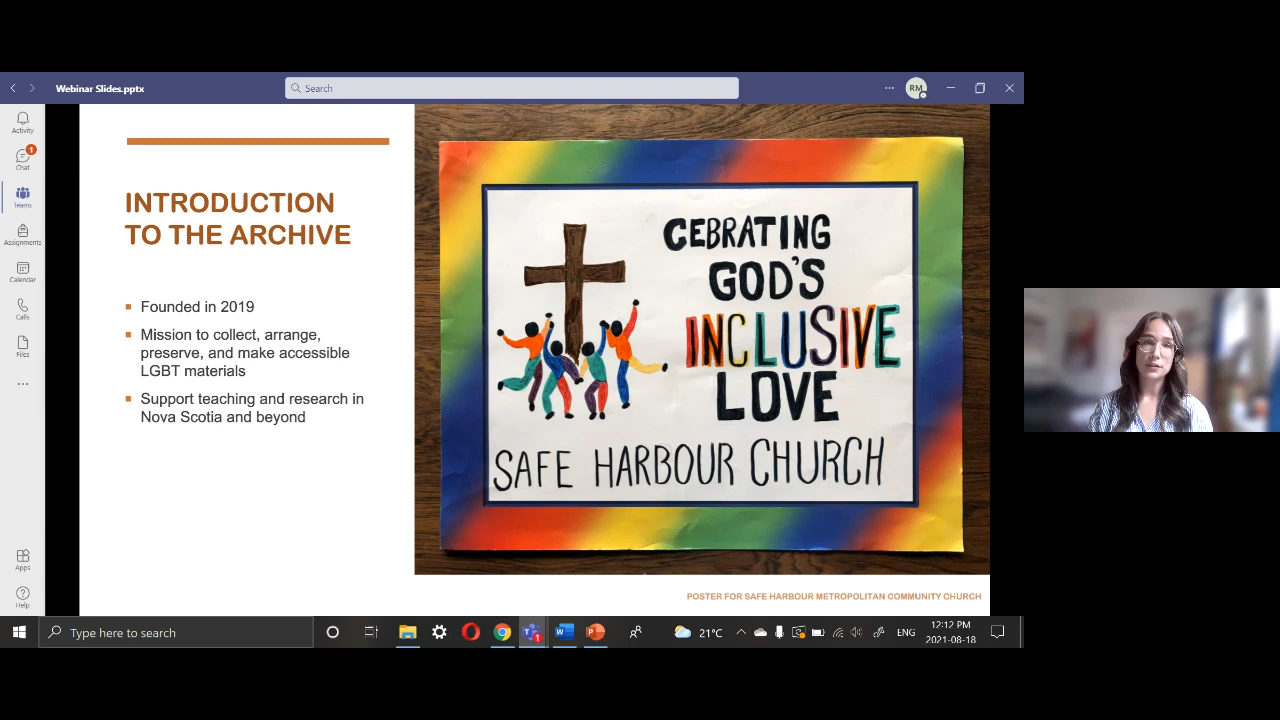 Webinar Slides.pptx
Search
RM
Activity
Chat
1
Teams
Assignments
Calendar
Calls
Files
Apps
Help
INTRODUCTION
TO THE ARCHIVE
Founded in 2019
Mission to collect, arrange,
preserve, and make accessible
LGBT materials
Support teaching and research in
Nova Scotia and beyond
CEBRATING
GOD'S
INCLUSIVE
LOVE
SAFE HARBOUR CHURCH
POSTER FOR SAFE HARBOUR METROPOLITAN COMMUNITY CHURCH
Type here to search
21°C
ENG
12:12 PM
2021-08-18